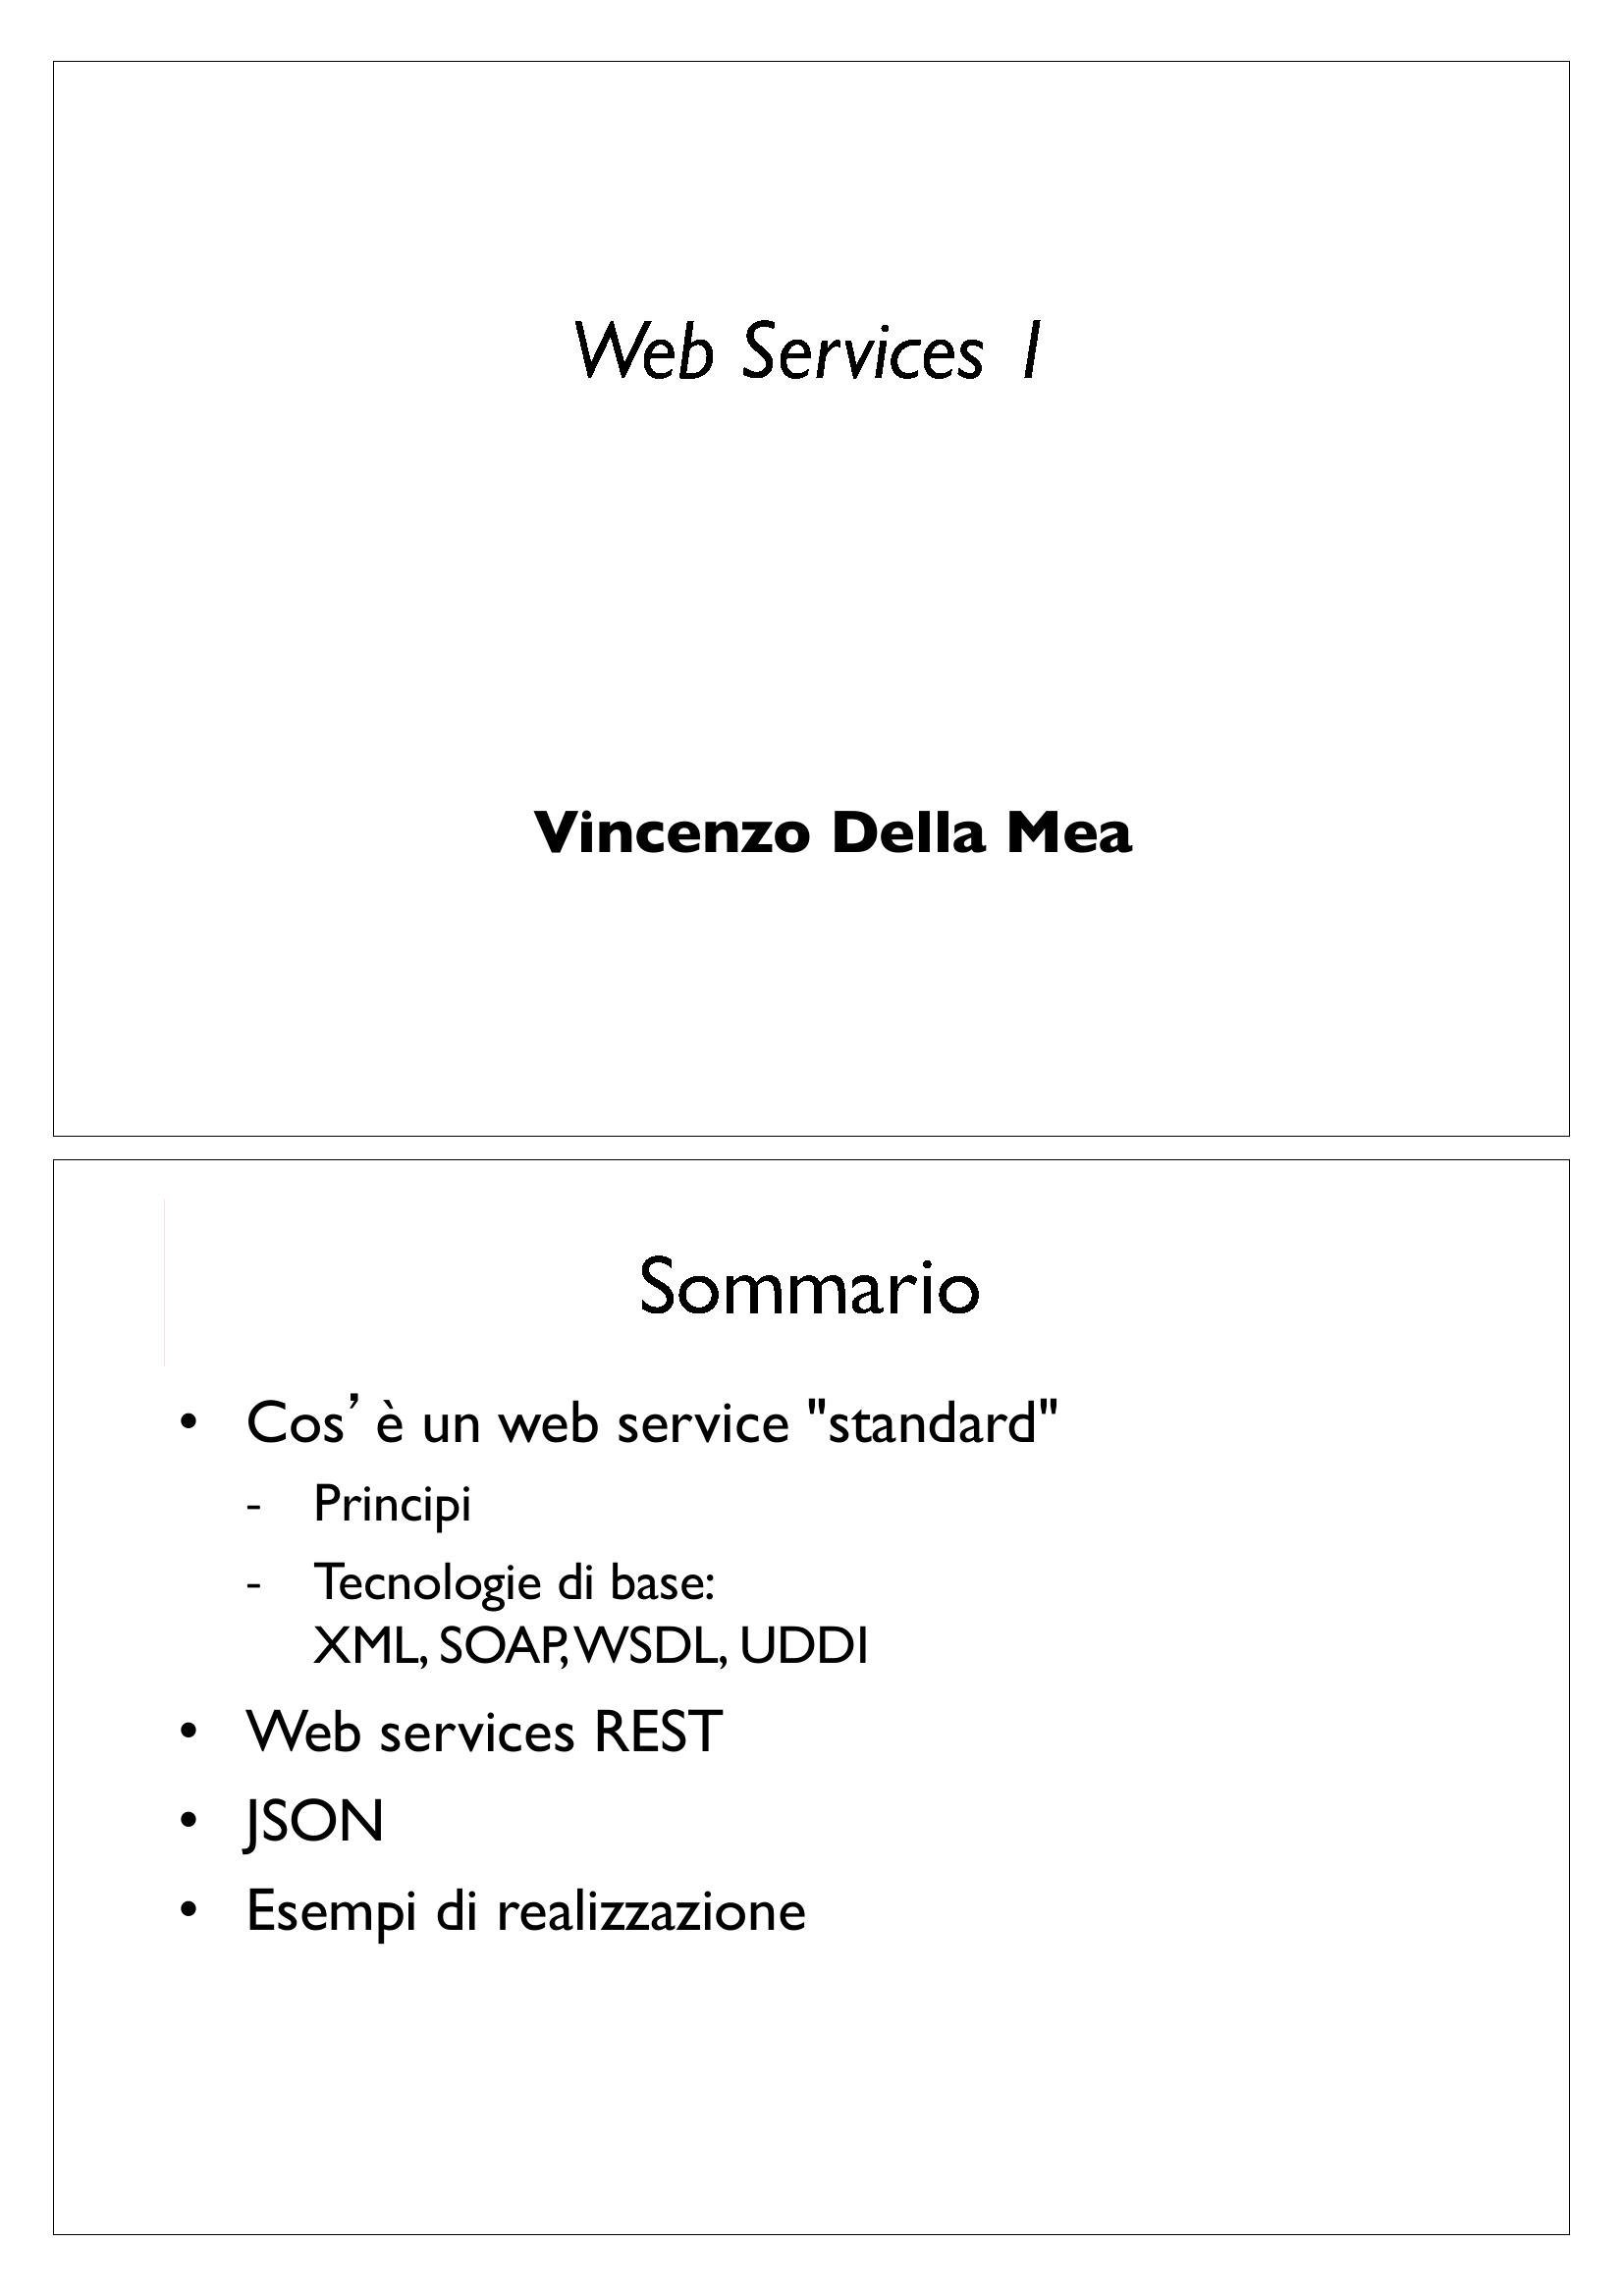 Web Services 1
Vincenzo Della Mea
Sommario
• Cos’ è un web service "standard"
- Principi
- Tecnologie di base:
XML, SOAP, WSDL, UDDI
• Web services REST
• JSON
• Esempi di realizzazione